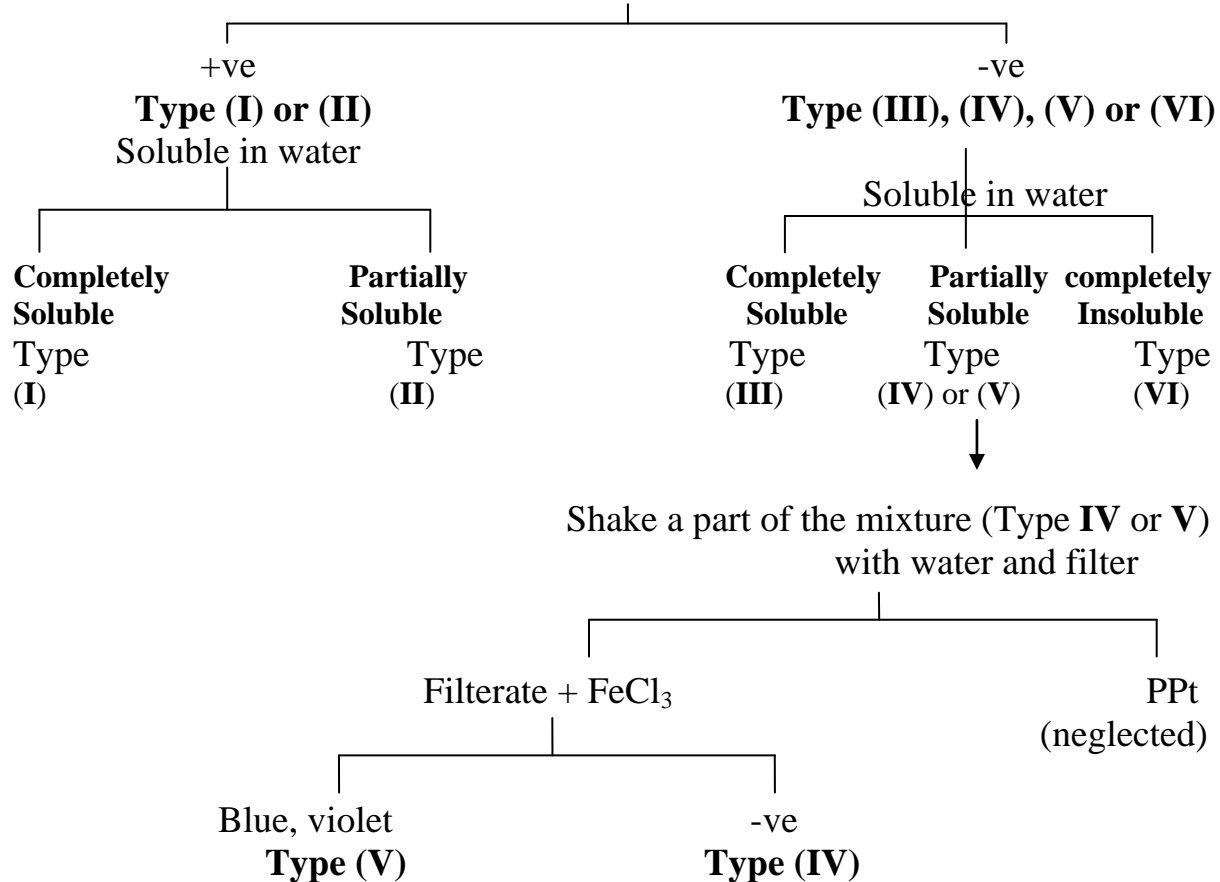 +ve -ve
Type (I) or (II) Type (III), (IV), (V) or (VI)
Soluble in water
Soluble in water
Completely Partially Completely Partially completely
Soluble Soluble Soluble Soluble Insoluble
Type Type Type Type Type
(I) (II) (III) (IV) or (V) (VI)
Shake a part of the mixture (Type IV or V)
with water and filter
Filterate + FeCl₃ PPt
(neglected)
Blue, violet -ve
Type (V) Type (IV)